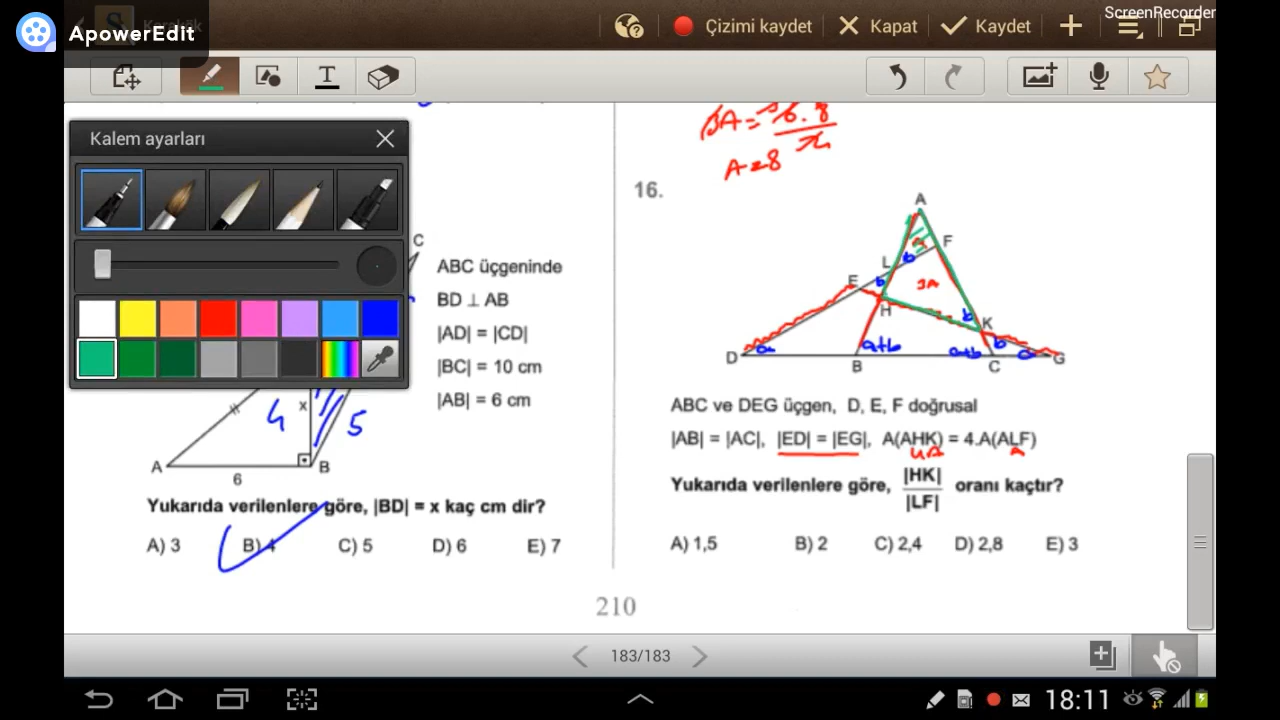 ScreenRecorder
ApowerEdit
Çizimi kaydet
Kapat
Kaydet
T
Kalem ayarları
C
ABC üçgeninde
BD ⊥ AB
|AD| = |CD|
|BC| = 10 cm
|AB| = 6 cm
4
x
5
A
B
6
Yukarıda verilenlere göre, |BD| = x kaç cm dir?
A) 3 B) 4 C) 5 D) 6 E) 7
A=8
16.
A
F
L
b
E
b
3A
H
b
K
D
a
a+b
a+b
b
a
G
B
C
ABC ve DEG üçgen, D, E, F doğrusal
|AB| = |AC|, |ED| = |EG|, A(AHK) = 4.A(ALF)
4A
A
Yukarıda verilenlere göre, |HK| / |LF| oranı kaçtır?
A) 1,5 B) 2 C) 2,4 D) 2,8 E) 3
210
183/183
18:11